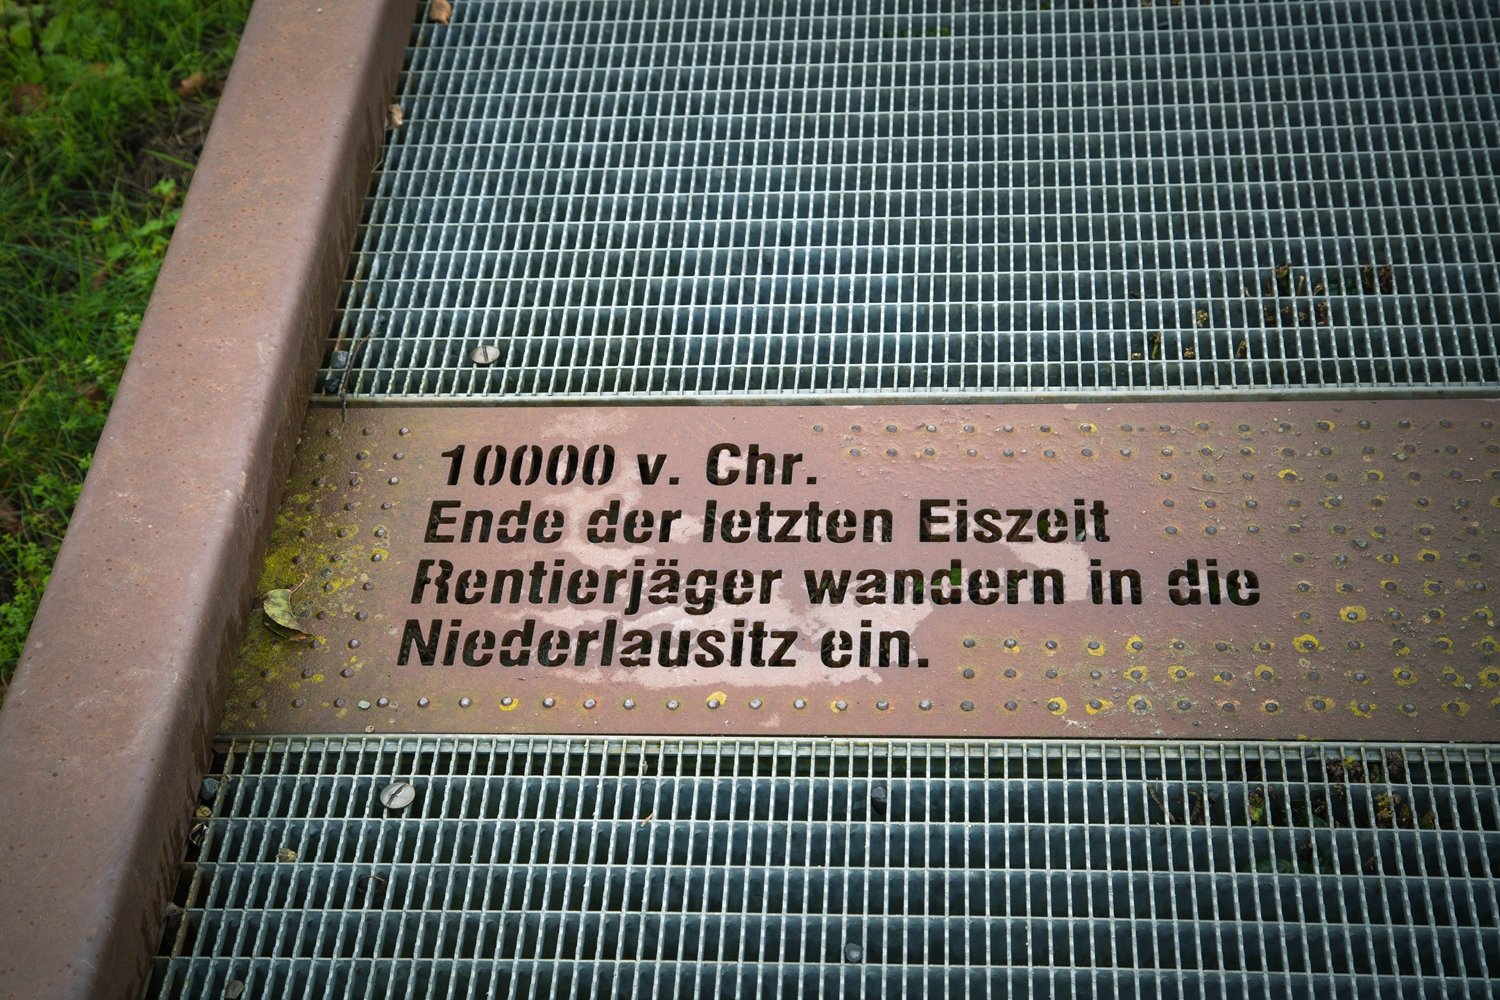 10000 v. Chr.
Ende der letzten Eiszeit
Rentierjäger wandern in die
Niederlausitz ein.